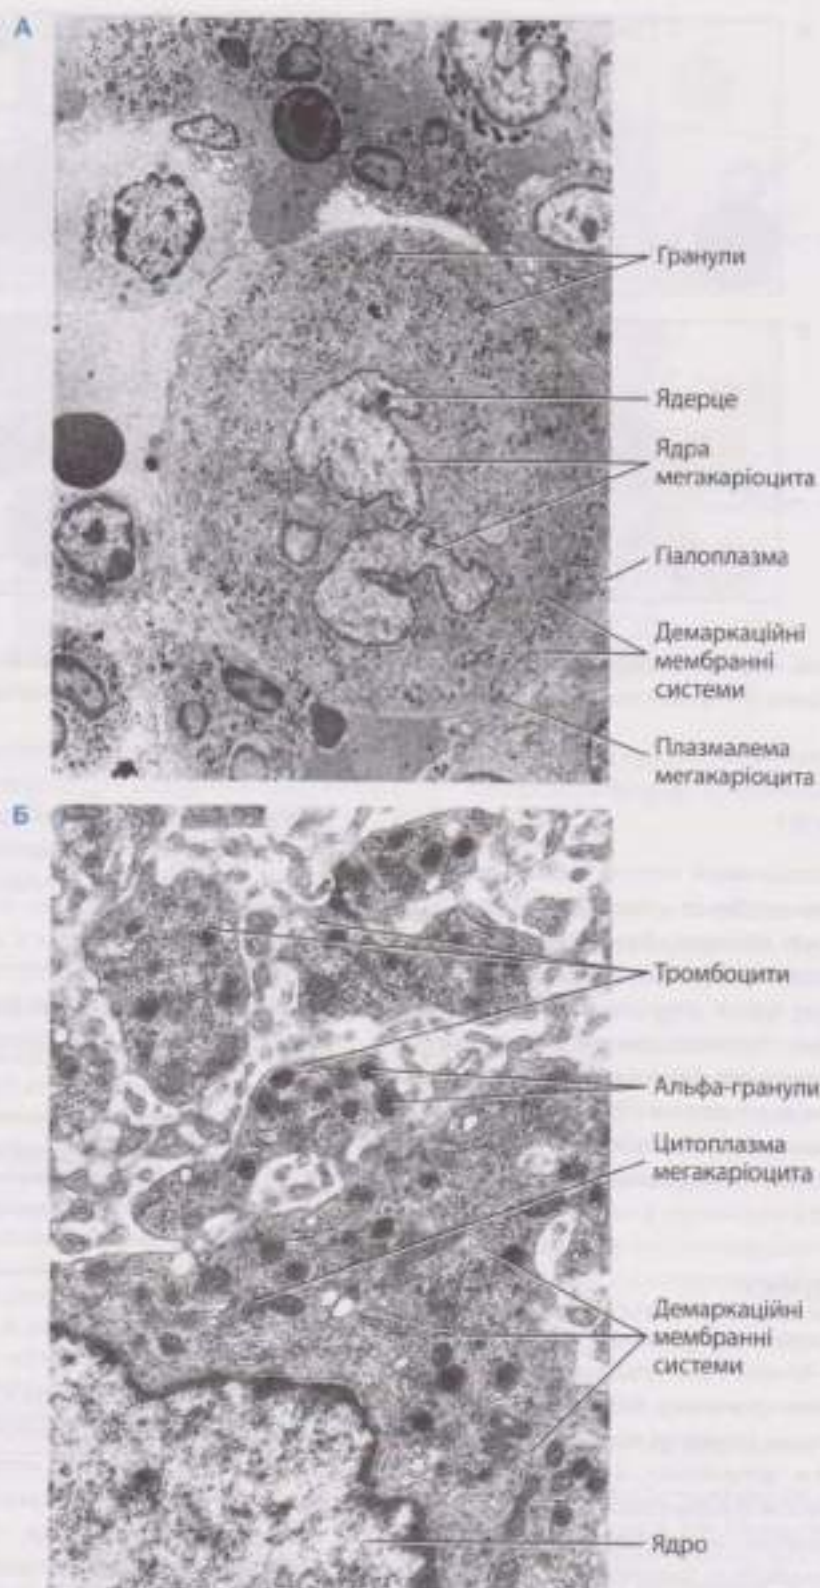 А
Гранули
Ядерце
Ядра
мегакаріоцита
Гіалоплазма
Демаркаційні
мембранні
системи
Плазмалема
мегакаріоцита
Б
Тромбоцити
Альфа-гранули
Цитоплазма
мегакаріоцита
Демаркаційні
мембранні
системи
Ядро